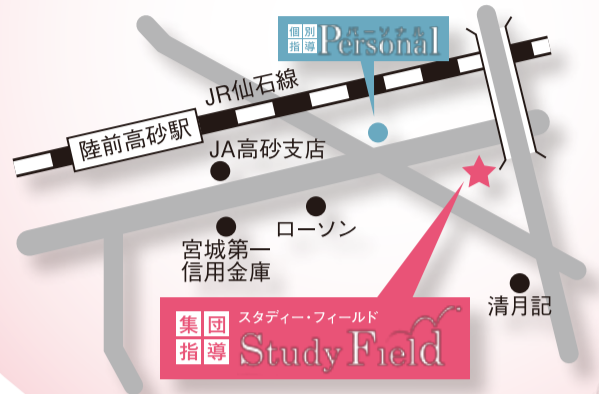 個別
指導
パーソナル
Personal
JR仙石線
陸前高砂駅
JA高砂支店
ローソン
宮城第一
信用金庫
清月記
集団
指導
スタディー・フィールド
Study Field